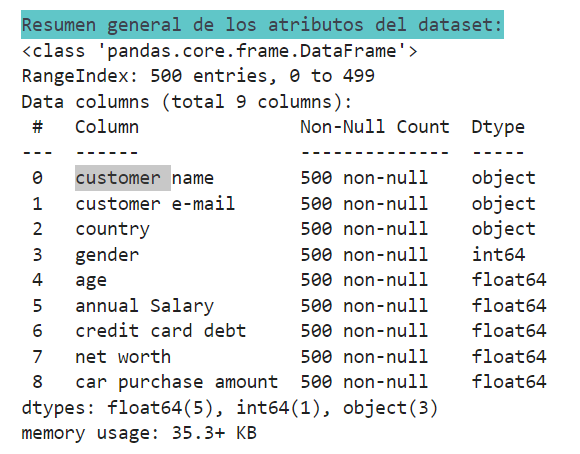 Resumen general de los atributos del dataset:
<class 'pandas.core.frame.DataFrame'>
RangeIndex: 500 entries, 0 to 499
Data columns (total 9 columns):
 #   Column               Non-Null Count  Dtype
---  ------               --------------  -----
 0   customer name        500 non-null    object
 1   customer e-mail      500 non-null    object
 2   country              500 non-null    object
 3   gender               500 non-null    int64
 4   age                  500 non-null    float64
 5   annual Salary        500 non-null    float64
 6   credit card debt     500 non-null    float64
 7   net worth            500 non-null    float64
 8   car purchase amount  500 non-null    float64
dtypes: float64(5), int64(1), object(3)
memory usage: 35.3+ KB